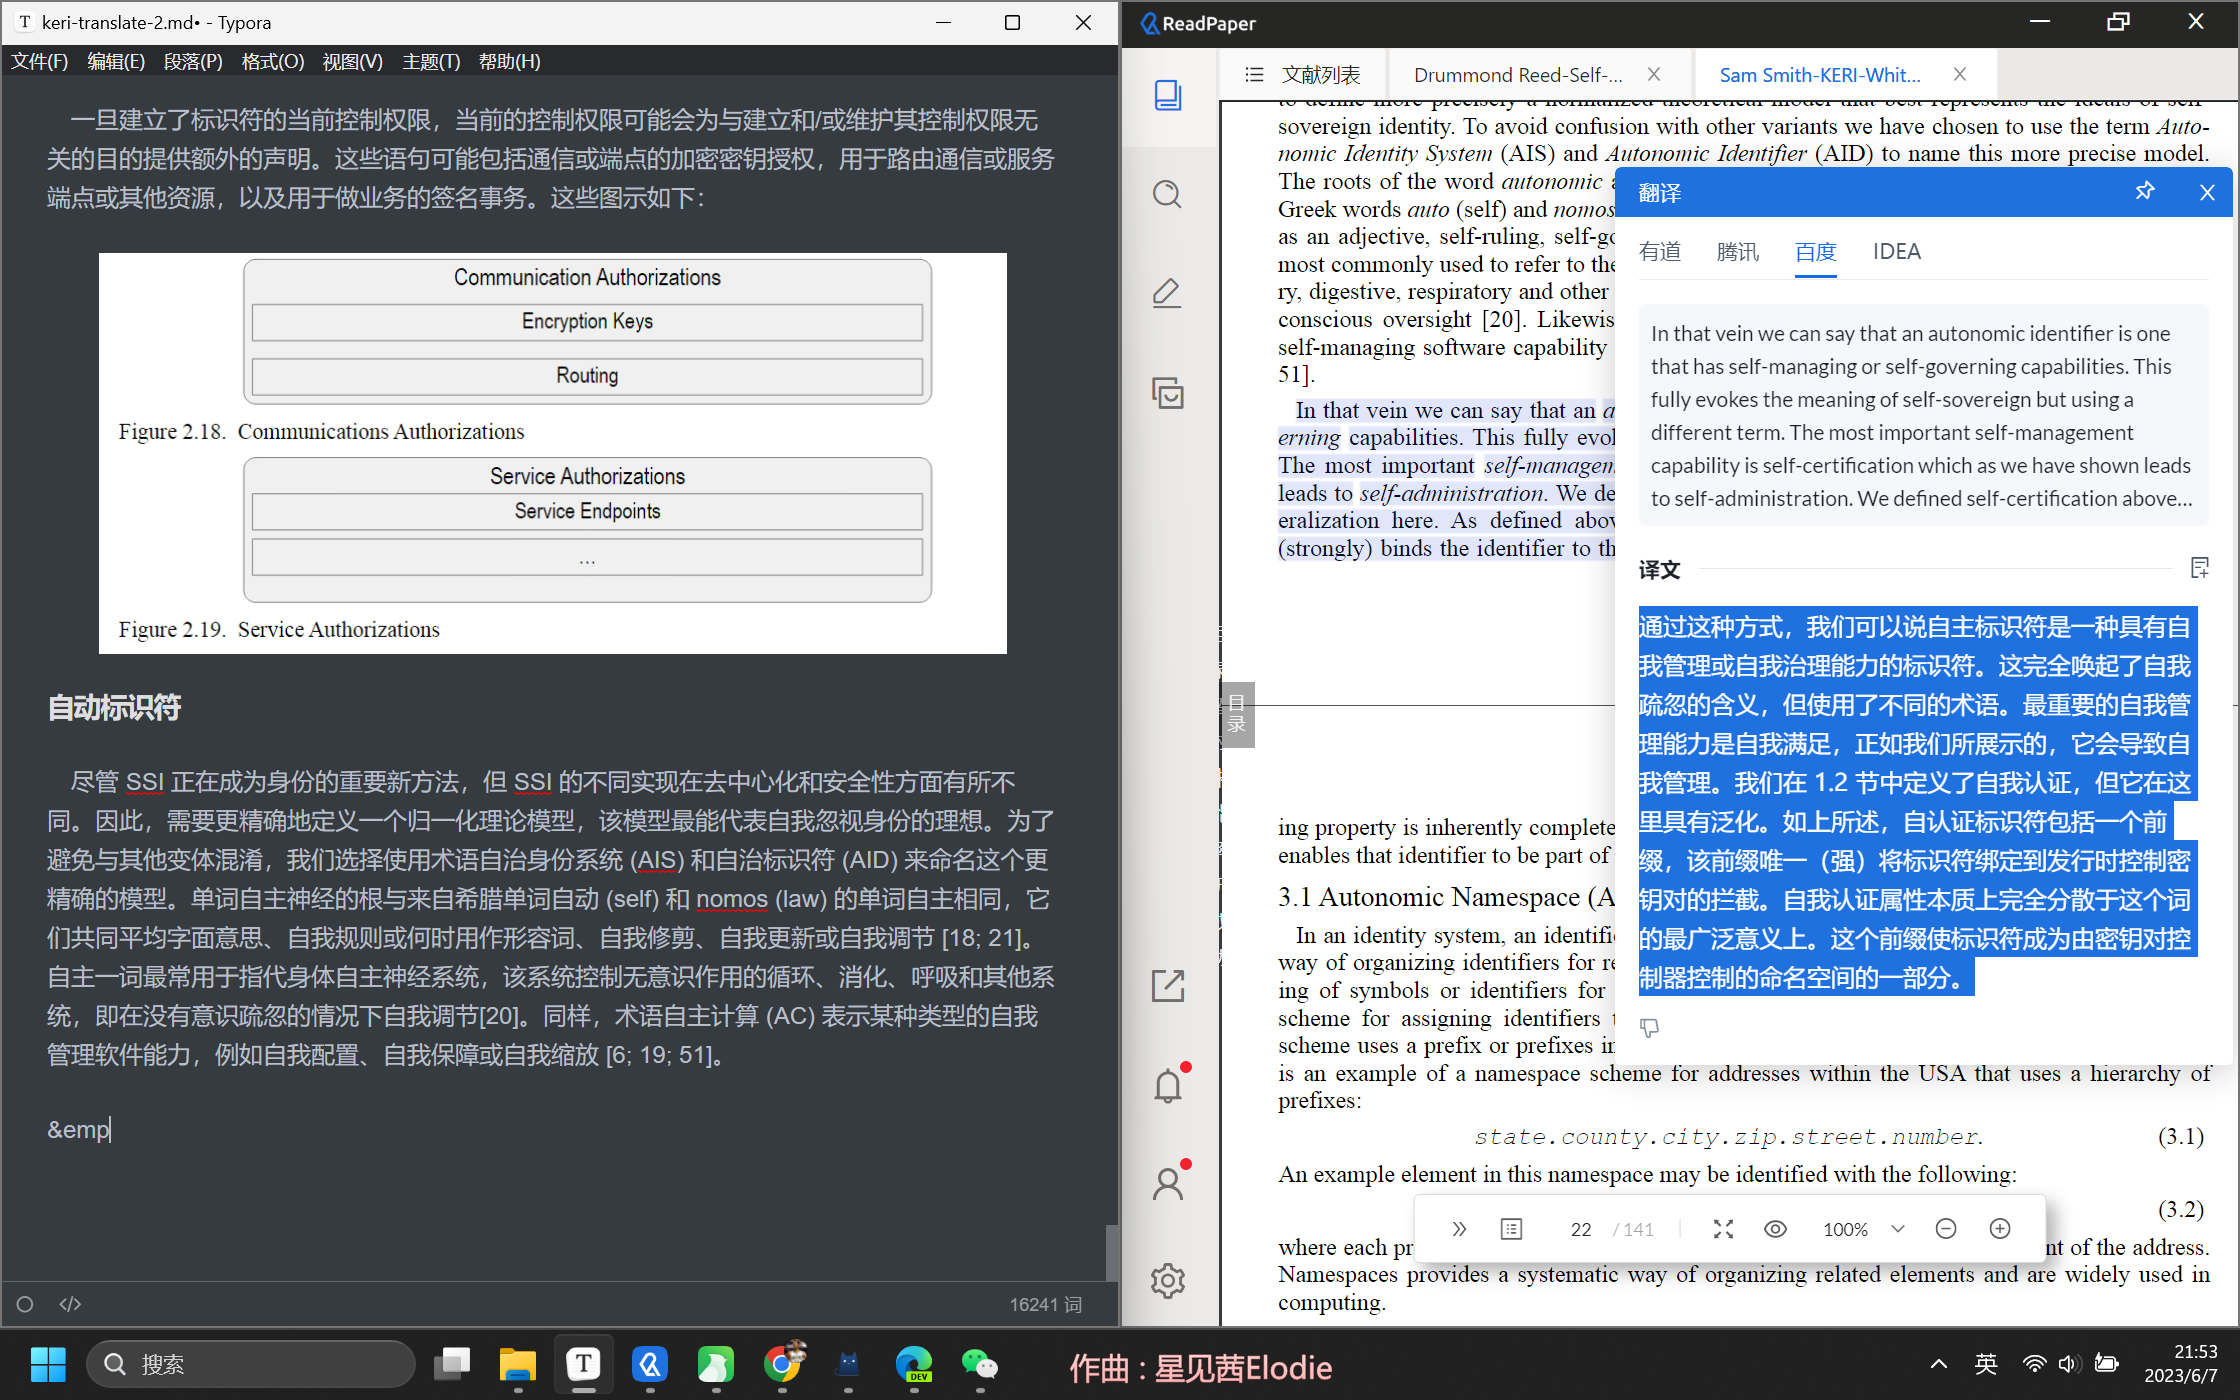 keri-translate-2.md• - Typora
文件(F) 编辑(E) 段落(P) 格式(O) 视图(V) 主题(T) 帮助(H)
一旦建立了标识符的当前控制权限，当前的控制权限可能会为与建立和/或维护其控制权限无
关的目的提供额外的声明。这些语句可能包括通信或端点的加密密钥授权，用于路由通信或服务
端点或其他资源，以及用于做业务的签名事务。这些图示如下：
Communication Authorizations
Encryption Keys
Routing
Figure 2.18. Communications Authorizations
Service Authorizations
Service Endpoints
...
Figure 2.19. Service Authorizations
自动标识符
尽管 SSI 正在成为身份的重要新方法，但 SSI 的不同实现在去中心化和安全性方面有所不
同。因此，需要更精确地定义一个归一化理论模型，该模型最能代表自我忽视身份的理想。为了
避免与其他变体混淆，我们选择使用术语自治身份系统 (AIS) 和自治标识符 (AID) 来命名这个更
精确的模型。单词自主神经的根与来自希腊单词自动 (self) 和 nomos (law) 的单词自主相同，它
们共同平均字面意思、自我规则或何时用作形容词、自我修剪、自我更新或自我调节 [18; 21]。
自主一词最常用于指代身体自主神经系统，该系统控制无意识作用的循环、消化、呼吸和其他系
统，即在没有意识疏忽的情况下自我调节[20]。同样，术语自主计算 (AC) 表示某种类型的自我
管理软件能力，例如自我配置、自我保障或自我缩放 [6; 19; 51]。
&emp
16241 词
ReadPaper
文献列表
Drummond Reed-Self-...
Sam Smith-KERI-Whit...
to define more precisely a normalized theoretical model that best represents the ideals of self-
sovereign identity. To avoid confusion with other variants we have chosen to use the term Auto-
nomic Identity System (AIS) and Autonomic Identifier (AID) to name this more precise model.
The roots of the word autonomic
Greek words auto (self) and nomos
as an adjective, self-ruling, self-go
most commonly used to refer to the
ry, digestive, respiratory and other
conscious oversight [20]. Likewis
self-managing software capability
51].
In that vein we can say that an a
erning capabilities. This fully evol
The most important self-managem
leads to self-administration. We de
eralization here. As defined abov
(strongly) binds the identifier to th
目录
ing property is inherently complete
enables that identifier to be part of
3.1 Autonomic Namespace (A
In an identity system, an identifi
way of organizing identifiers for re
ing of symbols or identifiers for
scheme for assigning identifiers t
scheme uses a prefix or prefixes in
is an example of a namespace scheme for addresses within the USA that uses a hierarchy of
prefixes:
state.county.city.zip.street.number. (3.1)
An example element in this namespace may be identified with the following:
(3.2)
where each pr
nt of the address.
Namespaces provides a systematic way of organizing related elements and are widely used in
computing.
翻译
有道 腾讯 百度 IDEA
In that vein we can say that an autonomic identifier is one
that has self-managing or self-governing capabilities. This
fully evokes the meaning of self-sovereign but using a
different term. The most important self-management
capability is self-certification which as we have shown leads
to self-administration. We defined self-certification above...
译文
通过这种方式，我们可以说自主标识符是一种具有自
我管理或自我治理能力的标识符。这完全唤起了自我
疏忽的含义，但使用了不同的术语。最重要的自我管
理能力是自我满足，正如我们所展示的，它会导致自
我管理。我们在 1.2 节中定义了自我认证，但它在这
里具有泛化。如上所述，自认证标识符包括一个前
缀，该前缀唯一（强）将标识符绑定到发行时控制密
钥对的拦截。自我认证属性本质上完全分散于这个词
的最广泛意义上。这个前缀使标识符成为由密钥对控
制器控制的命名空间的一部分。
22 / 141
100%
搜索
DEV
作曲 : 星见茜Elodie
英
21:53
2023/6/7